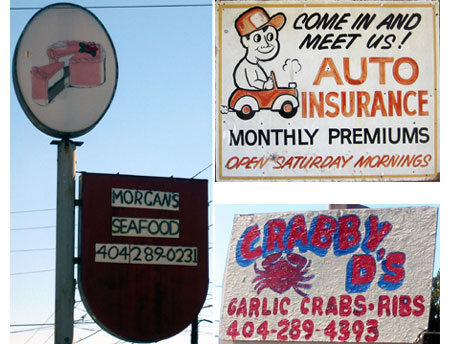 MORGANS
SEAFOOD
404-289-0231
COME IN AND
MEET US!
AUTO
INSURANCE
MONTHLY PREMIUMS
OPEN SATURDAY MORNINGS
CRABBY
D'S
GARLIC CRABS•RIBS
404-289-4393